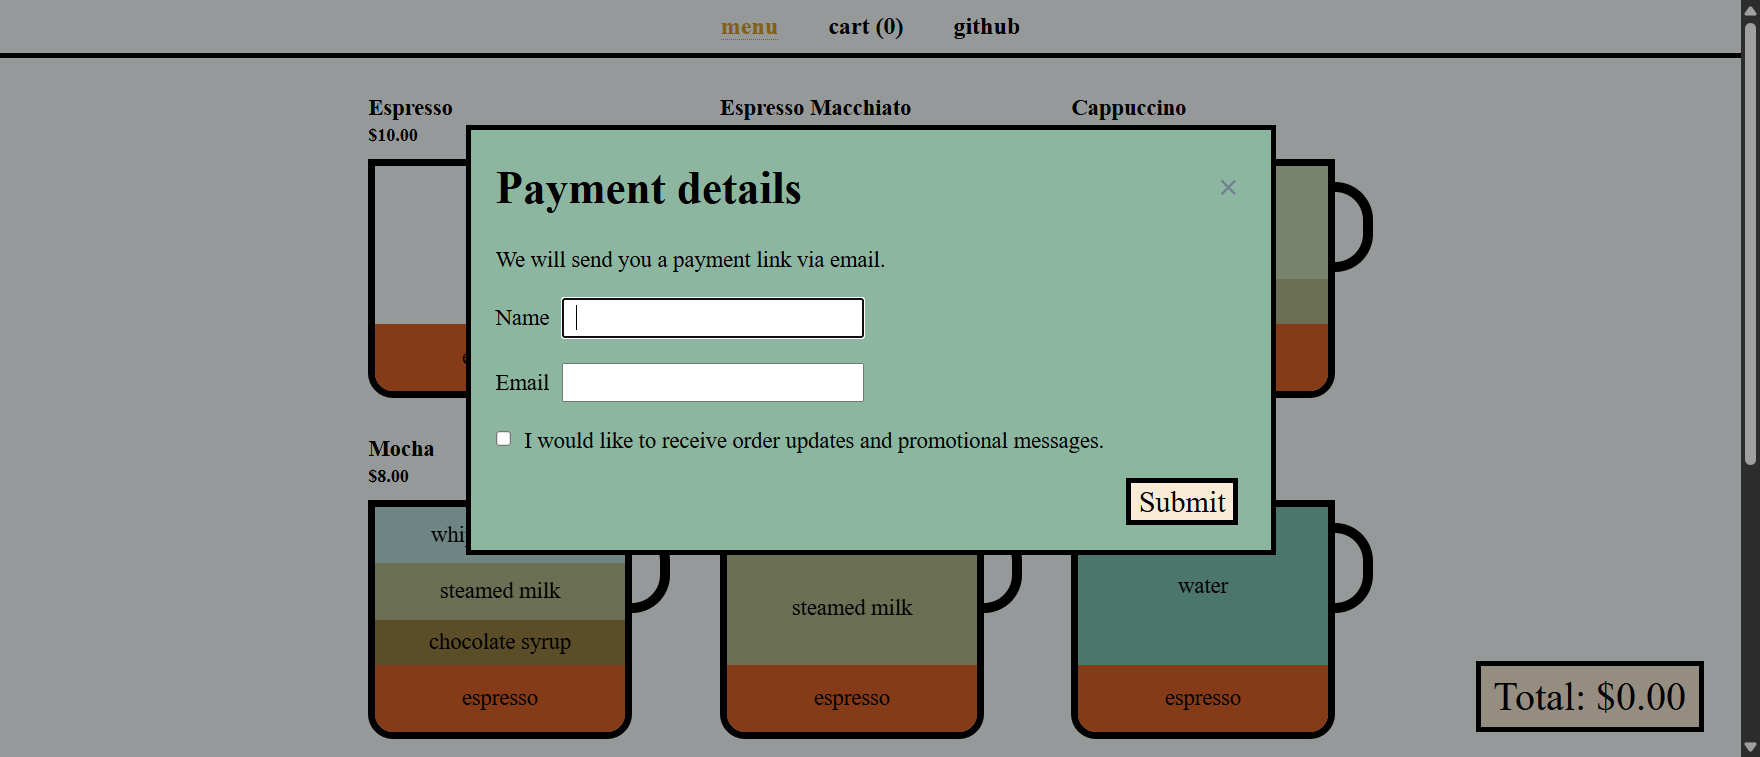 menu cart (0) github
Espresso Espresso Macchiato Cappuccino
$10.00
Payment details
×
We will send you a payment link via email.
Name
Email
I would like to receive order updates and promotional messages.
Submit
Mocha
$8.00
steamed milk
chocolate syrup
espresso
steamed milk
espresso
water
espresso
Total: $0.00